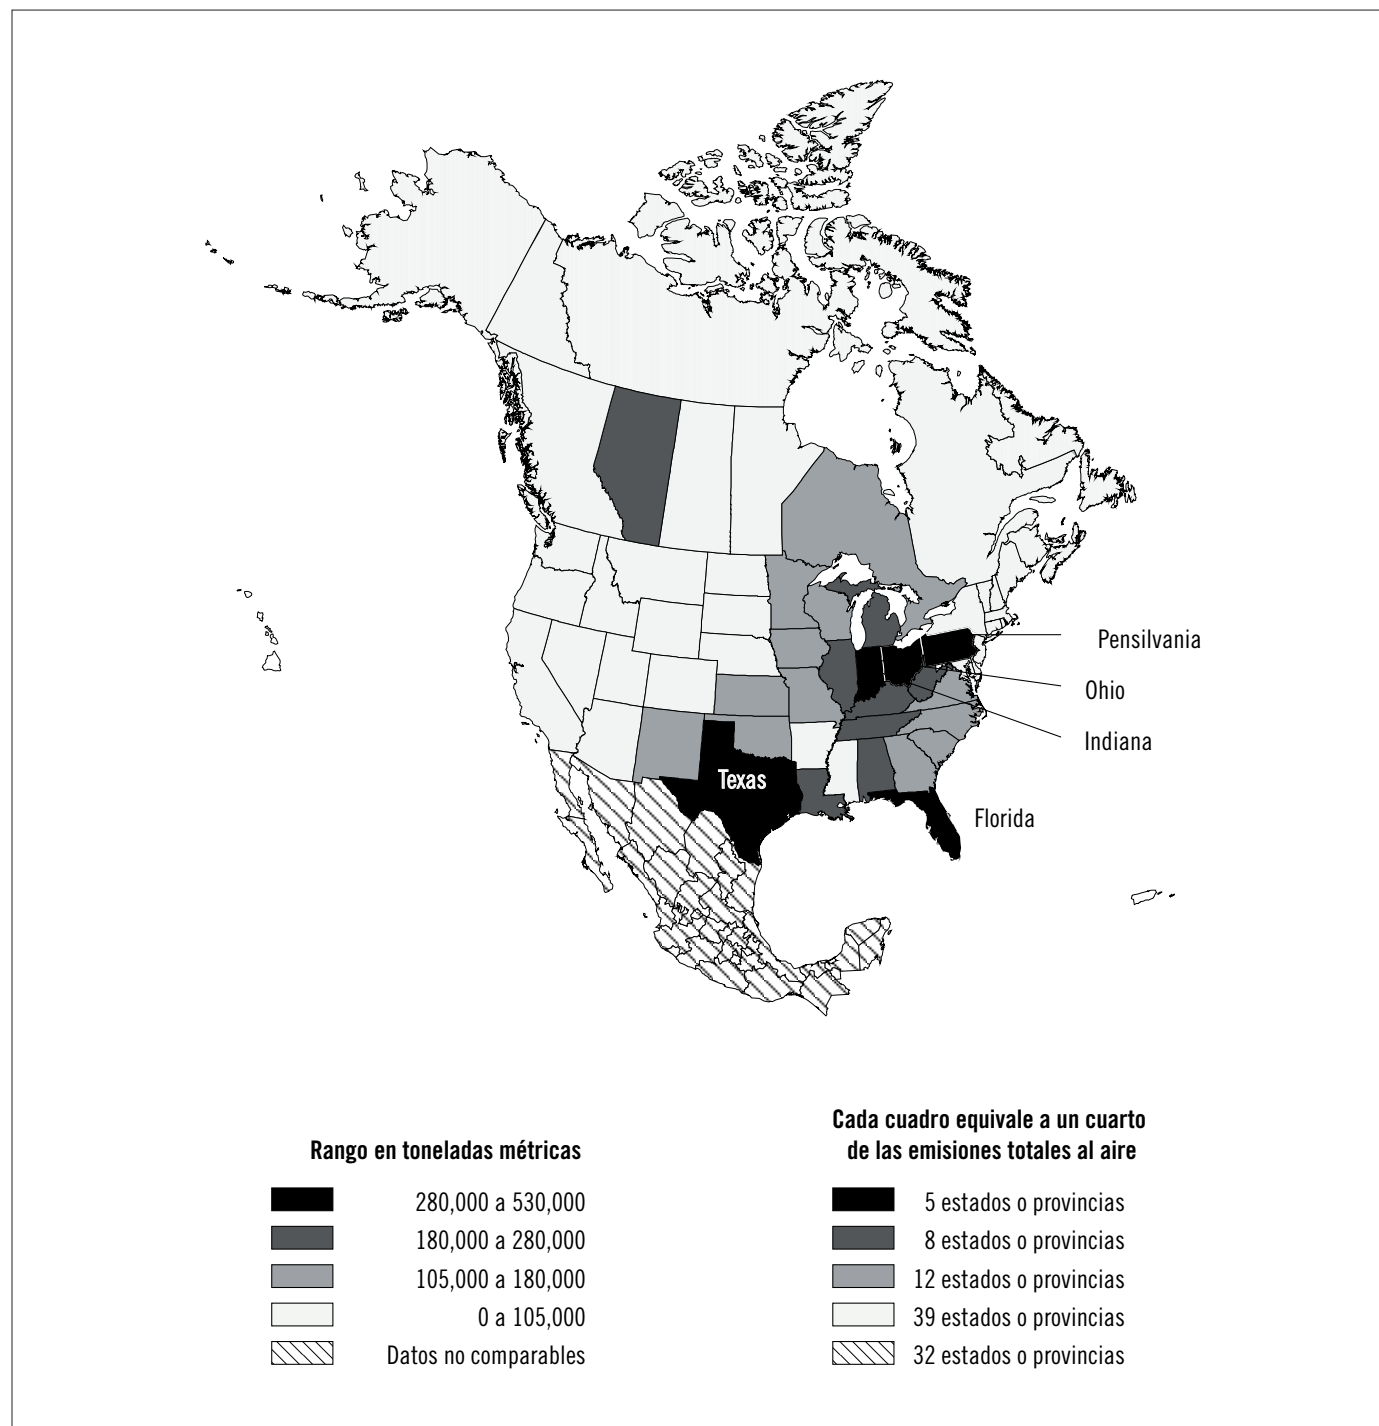 Pensilvania
Ohio
Indiana
Texas
Florida
Rango en toneladas métricas
280,000 a 530,000
180,000 a 280,000
105,000 a 180,000
0 a 105,000
Datos no comparables
Cada cuadro equivale a un cuarto
de las emisiones totales al aire
5 estados o provincias
8 estados o provincias
12 estados o provincias
39 estados o provincias
32 estados o provincias